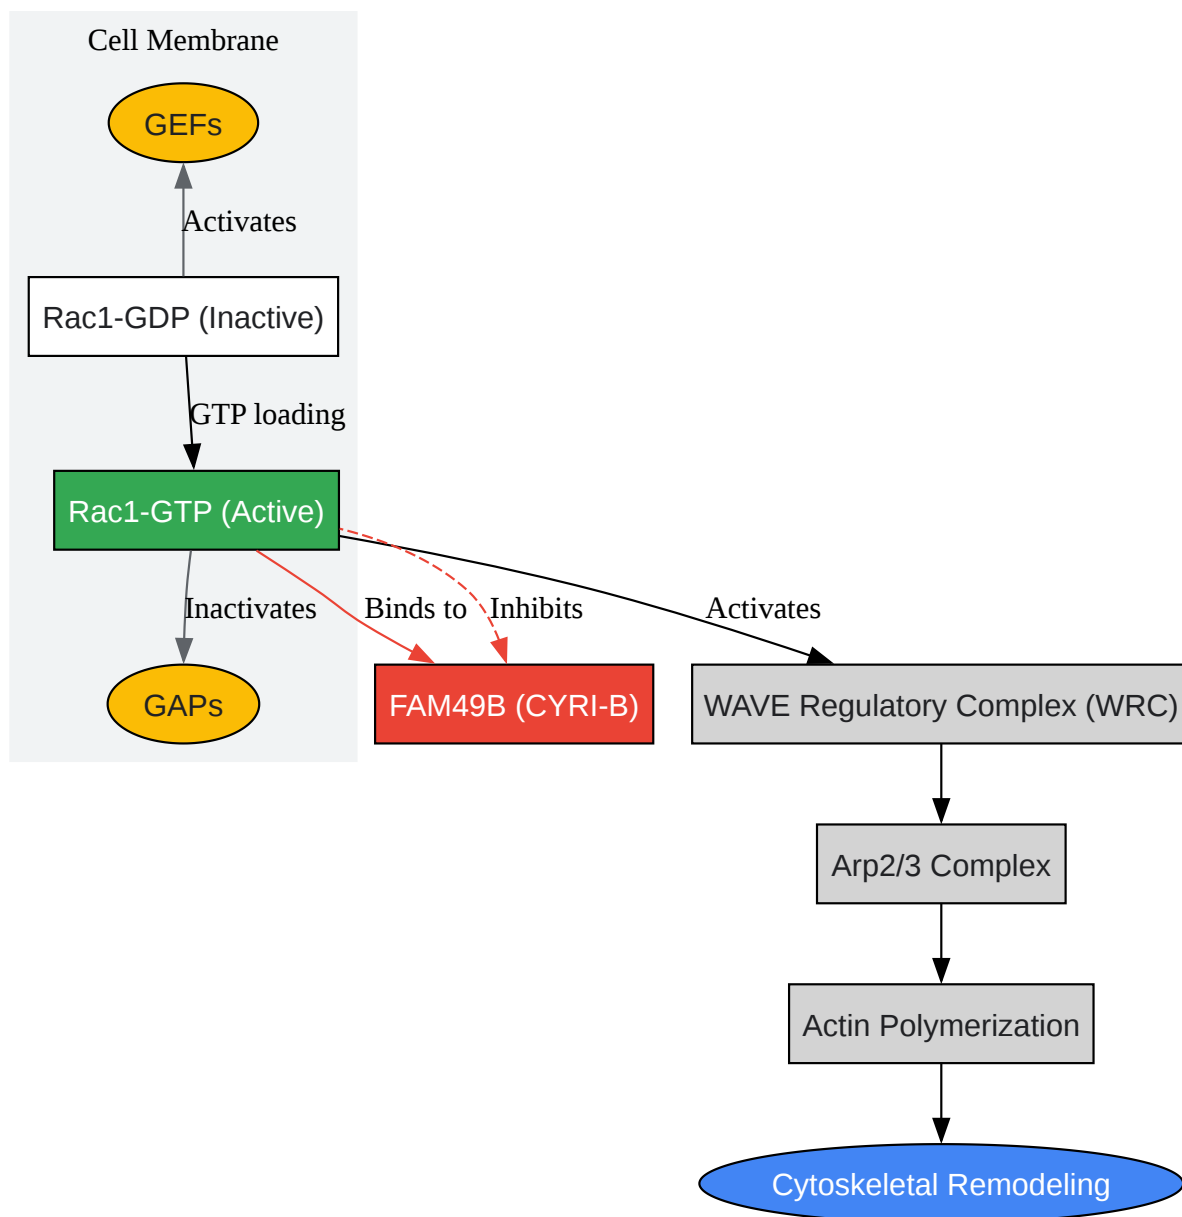 Cell Membrane
GEFs
Activates
Rac1-GDP (Inactive)
GTP loading
Rac1-GTP (Active)
Inactivates
Binds to
Inhibits
Activates
GAPs
FAM49B (CYRI-B)
WAVE Regulatory Complex (WRC)
Arp2/3 Complex
Actin Polymerization
Cytoskeletal Remodeling